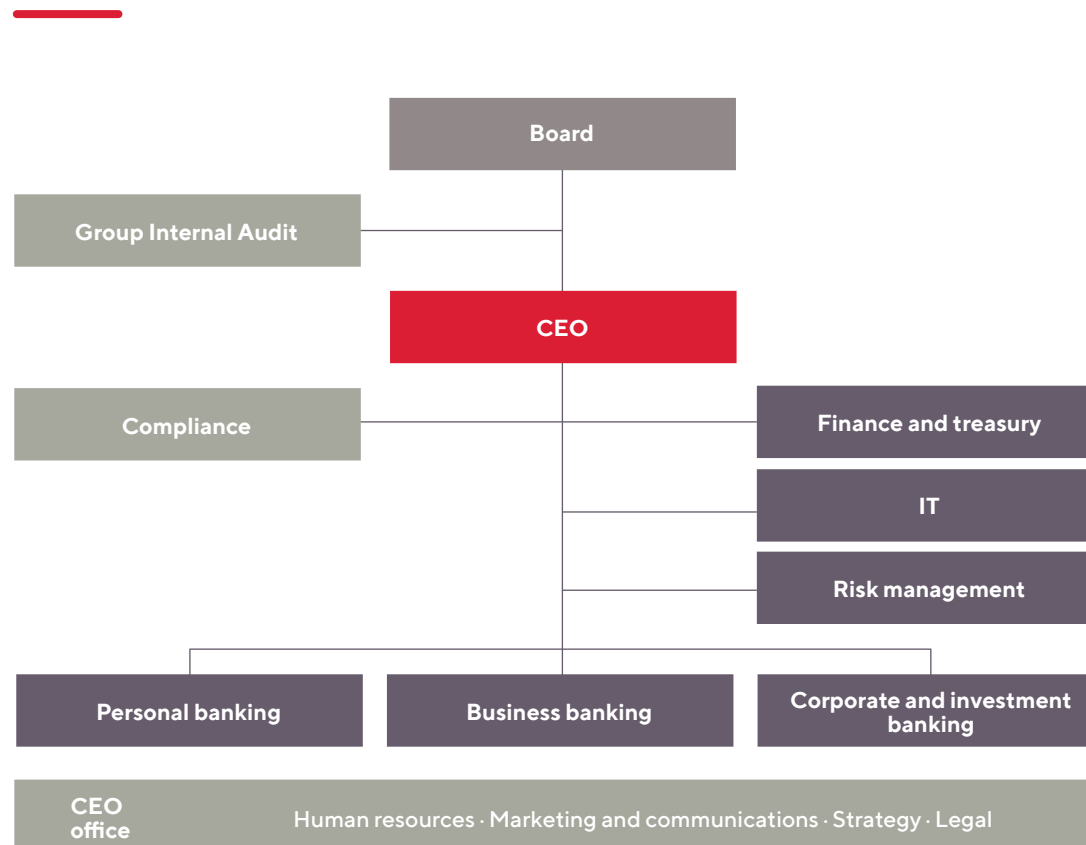 Board
Group Internal Audit
CEO
Compliance
Finance and treasury
IT
Risk management
Personal banking
Business banking
Corporate and investment
banking
CEO
office
Human resources · Marketing and communications · Strategy · Legal